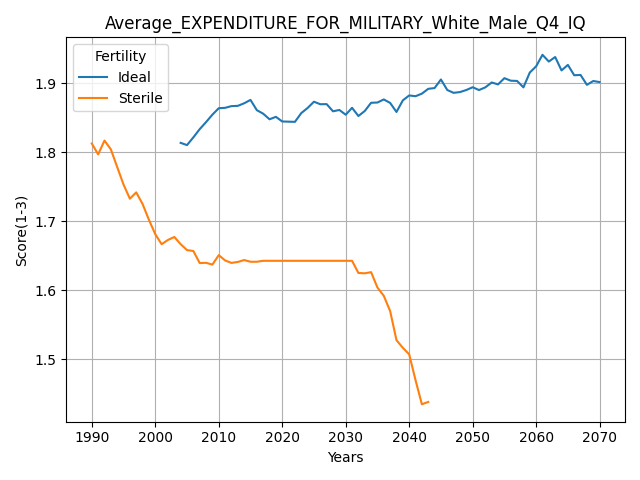 Average_EXPENDITURE_FOR_MILITARY_White_Male_Q4_IQ
Fertility
Ideal
Sterile
Score(1-3)
1.9
1.8
1.7
1.6
1.5
1990 2000 2010 2020 2030 2040 2050 2060 2070
Years